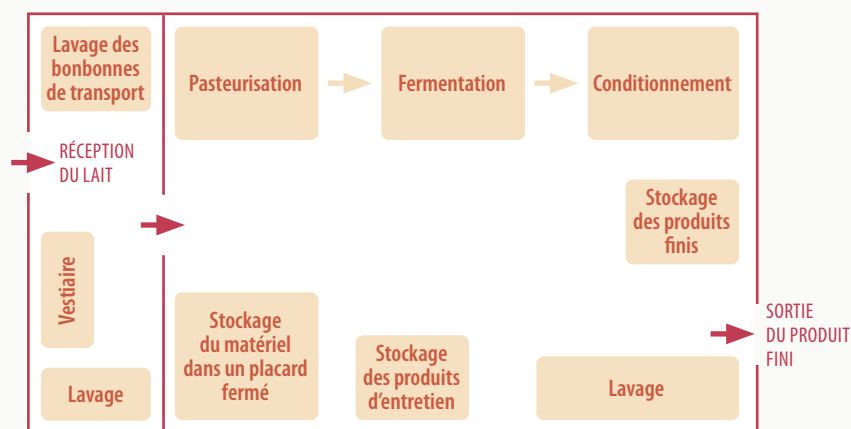 Lavage des
bonbonnes
de transport
Pasteurisation
Fermentation
Conditionnement
RÉCEPTION
DU LAIT
Stockage
des produits
finis
Vestiaire
Stockage
du matériel
dans un placard
fermé
Stockage
des produits
d'entretien
SORTIE
DU PRODUIT
FINI
Lavage
Lavage